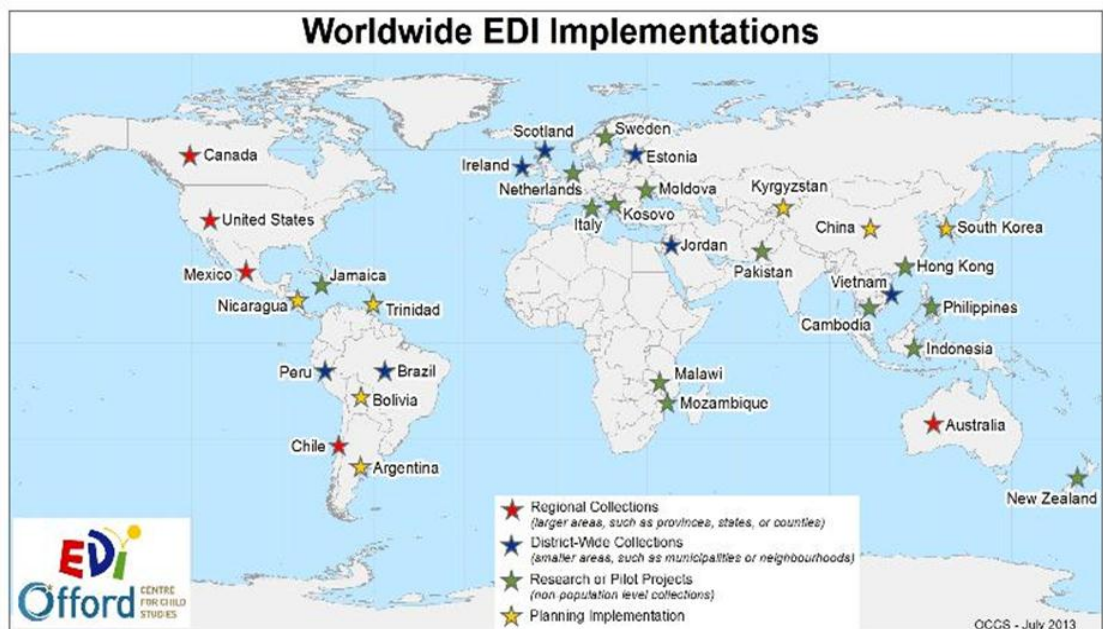 Worldwide EDI Implementations
Canada
United States
Mexico
Jamaica
Nicaragua
Trinidad
Peru
Brazil
Bolivia
Chile
Argentina
Scotland
Sweden
Ireland
Estonia
Netherlands
Moldova
Kyrgyzstan
Italy
Kosovo
China
South Korea
Jordan
Pakistan
Hong Kong
Vietnam
Philippines
Cambodia
Indonesia
Malawi
Mozambique
Australia
New Zealand
Regional Collections
(larger areas, such as provinces, states, or counties)
District-Wide Collections
(smaller areas, such as municipalities or neighbourhoods)
Research or Pilot Projects
(non-population level collections)
Planning Implementation
EDI
Offord
CENTRE
FOR CHILD
STUDIES
OCCS - July 2013